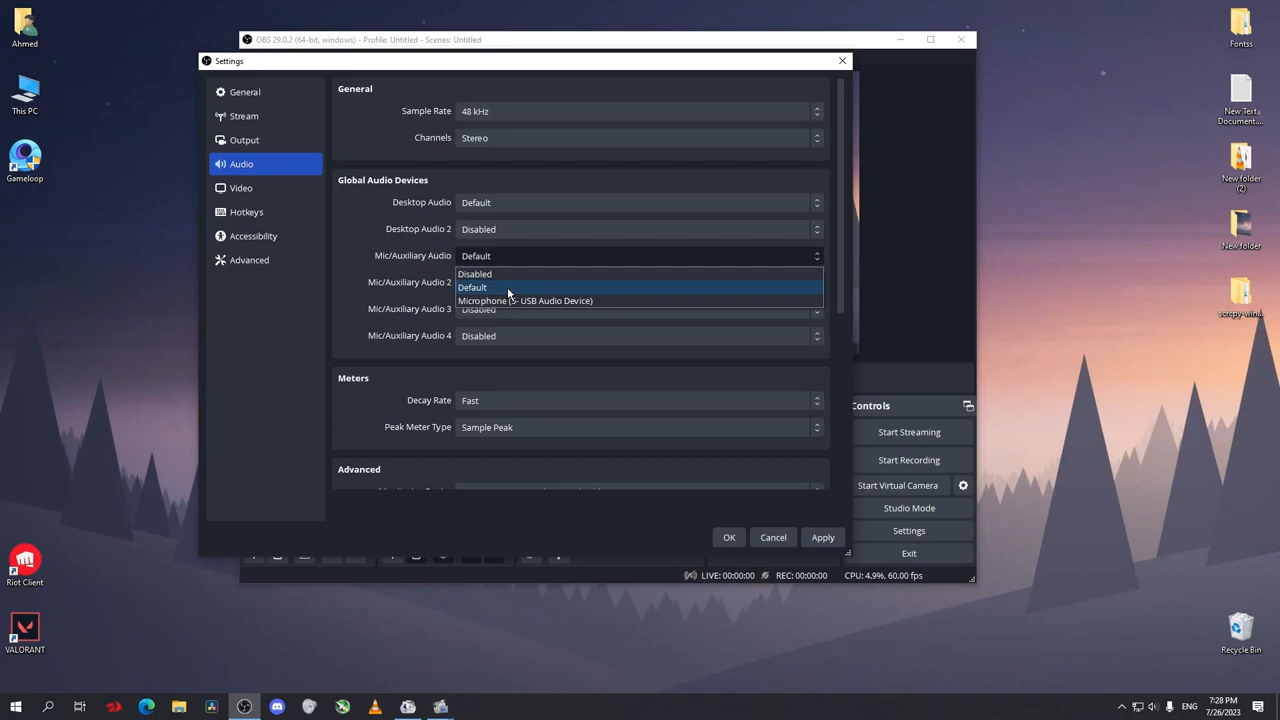 Ahmed
This PC
Gameloop
Riot Client
VALORANT
OBS 29.0.2 (64-bit, windows) - Profile: Untitled - Scenes: Untitled
Settings
General
Stream
Output
Audio
Video
Hotkeys
Accessibility
Advanced
General
Sample Rate 48 kHz
Channels Stereo
Global Audio Devices
Desktop Audio Default
Desktop Audio 2 Disabled
Mic/Auxiliary Audio Default
Disabled
Default
Microphone (5- USB Audio Device)
Mic/Auxiliary Audio 2
Mic/Auxiliary Audio 3 Disabled
Mic/Auxiliary Audio 4 Disabled
Meters
Decay Rate Fast
Peak Meter Type Sample Peak
Advanced
OK Cancel Apply
Controls
Start Streaming
Start Recording
Start Virtual Camera
Studio Mode
Settings
Exit
LIVE: 00:00:00 REC: 00:00:00 CPU: 4.9%, 60.00 fps
Fontss
New Text
Document....
New folder
(2)
New folder
scrcpy-win...
Recycle Bin
ENG
7:28 PM
7/26/2023